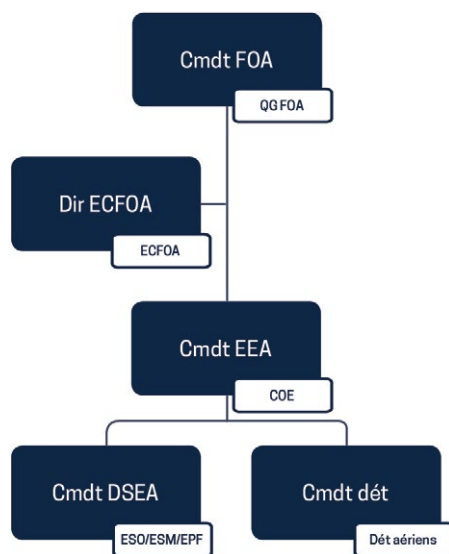 Cmdt FOA
QG FOA
Dir ECFOA
ECFOA
Cmdt EEA
COE
Cmdt DSEA
ESO/ESM/EPF
Cmdt dét
Dét aériens